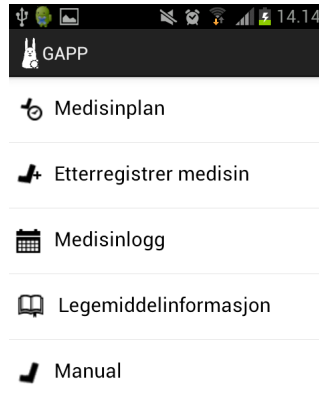 14.14
GAPP
Medisinplan
Etterregistrer medisin
Medisinlogg
Legemiddelinformasjon
Manual